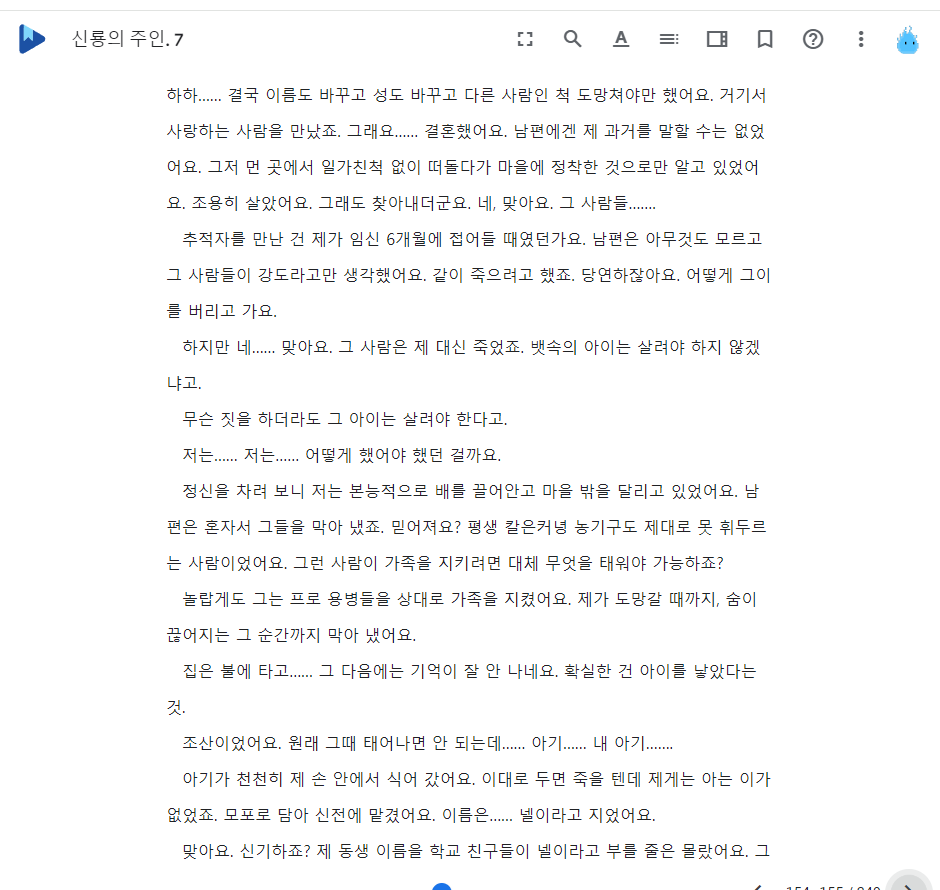 신룡의 주인. 7
하하…… 결국 이름도 바꾸고 성도 바꾸고 다른 사람인 척 도망쳐야만 했어요. 거기서
사랑하는 사람을 만났죠. 그래요…… 결혼했어요. 남편에겐 제 과거를 말할 수는 없었
어요. 그저 먼 곳에서 일가친척 없이 떠돌다가 마을에 정착한 것으로만 알고 있었어
요. 조용히 살았어요. 그래도 찾아내더군요. 네, 맞아요. 그 사람들…….
추적자를 만난 건 제가 임신 6개월에 접어들 때였던가요. 남편은 아무것도 모르고
그 사람들이 강도라고만 생각했어요. 같이 죽으려고 했죠. 당연하잖아요. 어떻게 그이
를 버리고 가요.
하지만 네…… 맞아요. 그 사람은 제 대신 죽었죠. 뱃속의 아이는 살려야 하지 않겠
냐고.
무슨 짓을 하더라도 그 아이는 살려야 한다고.
저는…… 저는…… 어떻게 했어야 했던 걸까요.
정신을 차려 보니 저는 본능적으로 배를 끌어안고 마을 밖을 달리고 있었어요. 남
편은 혼자서 그들을 막아 냈죠. 믿어져요? 평생 칼은커녕 농기구도 제대로 못 휘두르
는 사람이었어요. 그런 사람이 가족을 지키려면 대체 무엇을 태워야 가능하죠?
놀랍게도 그는 프로 용병들을 상대로 가족을 지켰어요. 제가 도망갈 때까지, 숨이
끊어지는 그 순간까지 막아 냈어요.
집은 불에 타고…… 그 다음에는 기억이 잘 안 나네요. 확실한 건 아이를 낳았다는
것.
조산이었어요. 원래 그때 태어나면 안 되는데…… 아기…… 내 아기…….
아기가 천천히 제 손 안에서 식어 갔어요. 이대로 두면 죽을 텐데 제게는 아는 이가
없었죠. 모포로 담아 신전에 맡겼어요. 이름은…… 넬이라고 지었어요.
맞아요. 신기하죠? 제 동생 이름을 학교 친구들이 넬이라고 부를 줄은 몰랐어요. 그